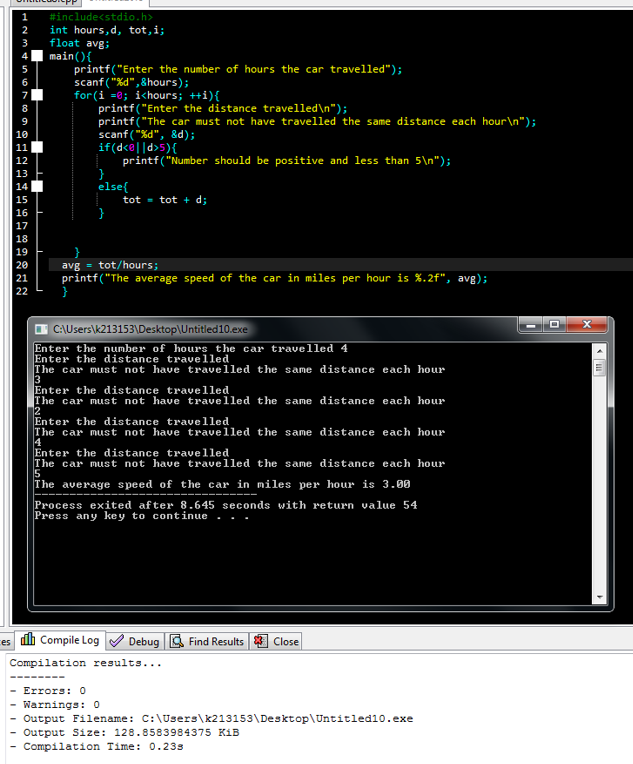 1 #include<stdio.h>
2 int hours,d, tot,i;
3 float avg;
4 main(){
5 printf("Enter the number of hours the car travelled");
6 scanf("%d",&hours);
7 for(i =0; i<hours; ++i){
8 printf("Enter the distance travelled\n");
9 printf("The car must not have travelled the same distance each hour\n");
10 scanf("%d", &d);
11 if(d<0||d>5){
12 printf("Number should be positive and less than 5\n");
13 }
14 else{
15 tot = tot + d;
16 }
17
18
19 }
20 avg = tot/hours;
21 printf("The average speed of the car in miles per hour is %.2f", avg);
22 }
C:\Users\k213153\Desktop\Untitled10.exe
Enter the number of hours the car travelled 4
Enter the distance travelled
The car must not have travelled the same distance each hour
3
Enter the distance travelled
The car must not have travelled the same distance each hour
2
Enter the distance travelled
The car must not have travelled the same distance each hour
4
Enter the distance travelled
The car must not have travelled the same distance each hour
5
The average speed of the car in miles per hour is 3.00
--------------------------------
Process exited after 8.645 seconds with return value 54
Press any key to continue . . .
es Compile Log Debug Find Results Close
Compilation results...
--------
- Errors: 0
- Warnings: 0
- Output Filename: C:\Users\k213153\Desktop\Untitled10.exe
- Output Size: 128.8583984375 KiB
- Compilation Time: 0.23s